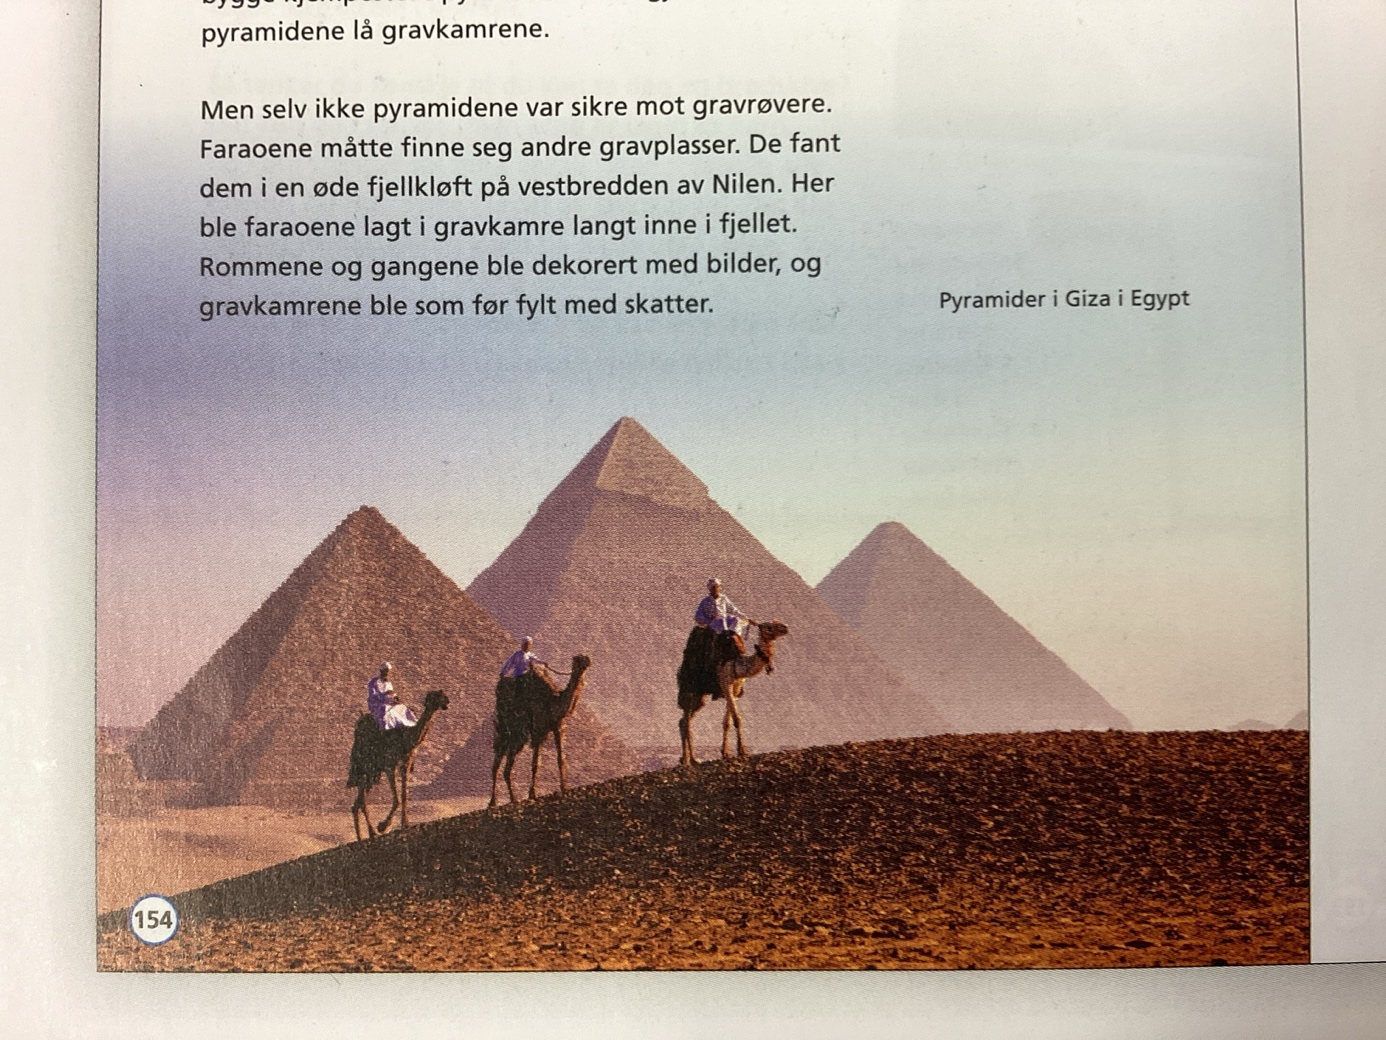 pyramidene lå gravkamrene.
Men selv ikke pyramidene var sikre mot gravrøvere.
Faraoene måtte finne seg andre gravplasser. De fant
dem i en øde fjellkløft på vestbredden av Nilen. Her
ble faraoene lagt i gravkamre langt inne i fjellet.
Rommene og gangene ble dekorert med bilder, og
gravkamrene ble som før fylt med skatter.
Pyramider i Giza i Egypt
154